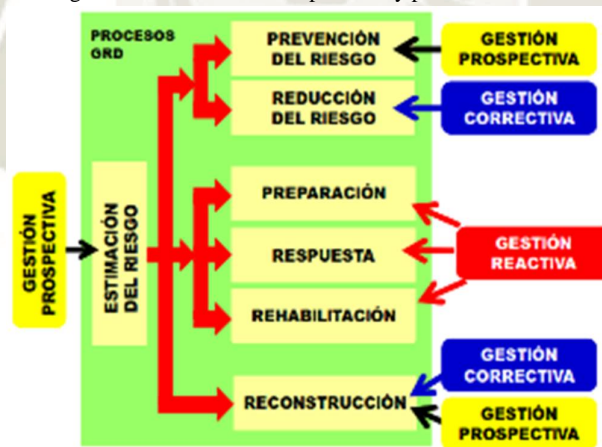 PROCESOS
GRD
PREVENCIÓN
DEL RIESGO
GESTIÓN
PROSPECTIVA
REDUCCIÓN
DEL RIESGO
GESTIÓN
CORRECTIVA
GESTIÓN
PROSPECTIVA
ESTIMACIÓN
DEL RIESGO
PREPARACIÓN
RESPUESTA
REHABILITACIÓN
GESTIÓN
REACTIVA
RECONSTRUCCIÓN
GESTIÓN
CORRECTIVA
GESTIÓN
PROSPECTIVA